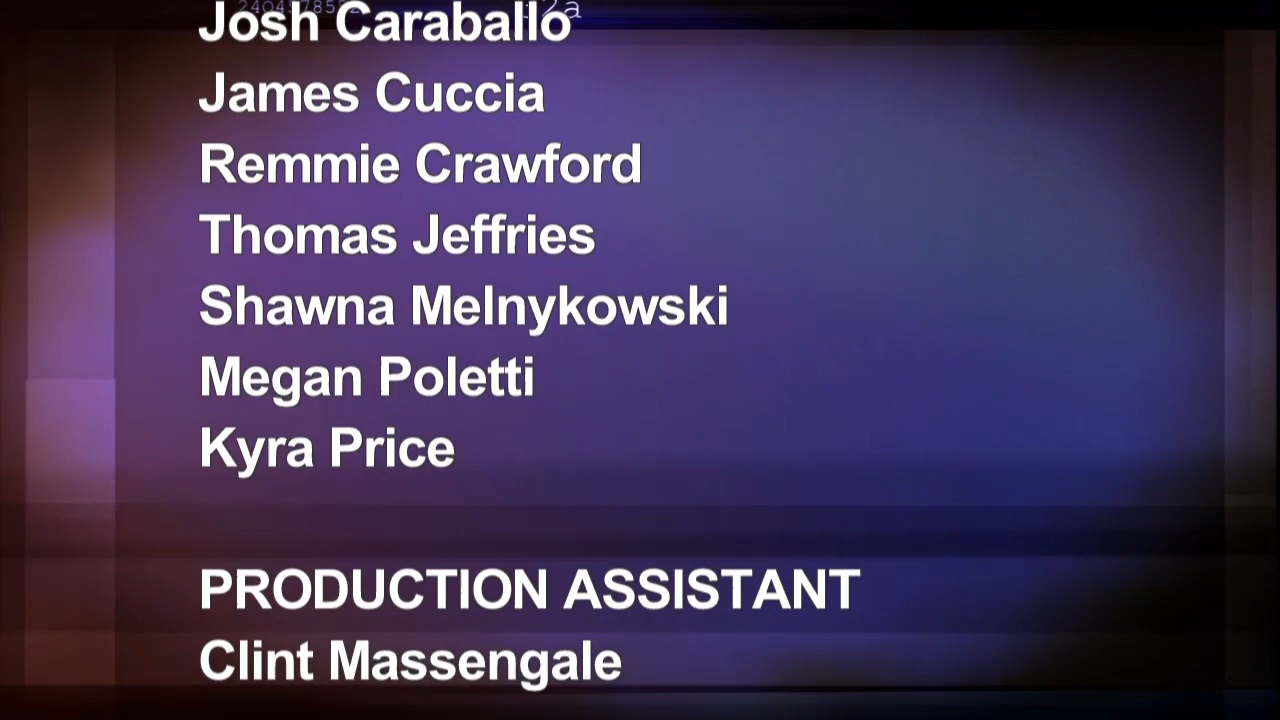 Josh Caraballo
James Cuccia
Remmie Crawford
Thomas Jeffries
Shawna Melnykowski
Megan Poletti
Kyra Price
PRODUCTION ASSISTANT
Clint Massengale